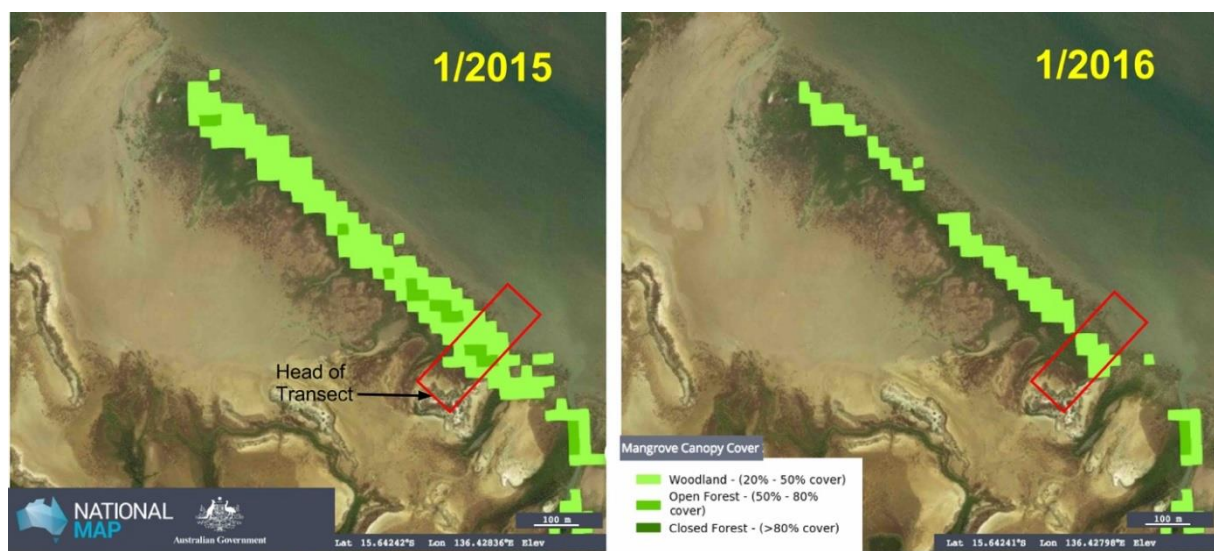 1/2015
Head of
Transect
NATIONAL
MAP
Australian Government
100 m
Lat 15.64242°S Lon 136.42836°E Elev
1/2016
Mangrove Canopy Cover
Woodland - (20% - 50% cover)
Open Forest - (50% - 80%
cover)
Closed Forest - (>80% cover)
100 m
Lat 15.64241°S Lon 136.42798°E Elev